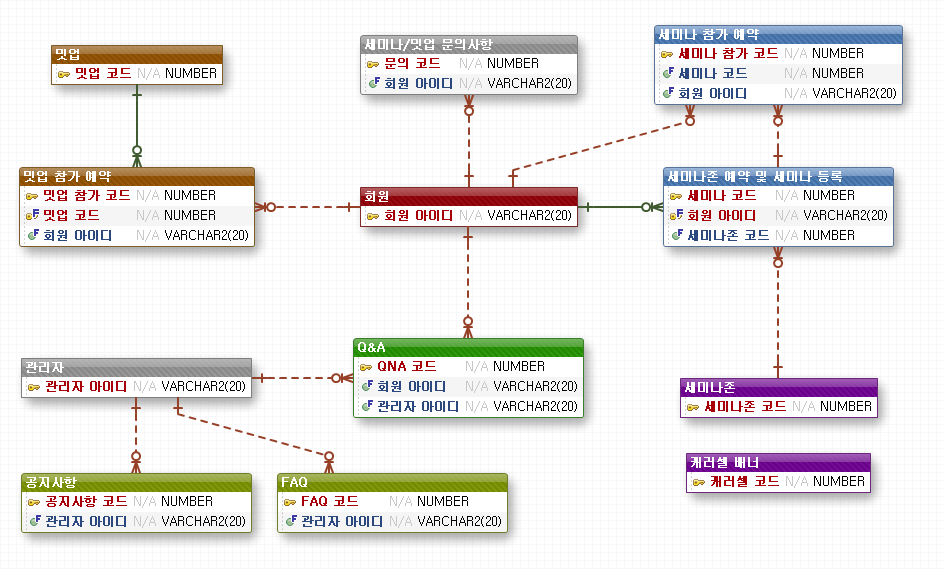 밋업
밋업 코드 N/A NUMBER
세미나/밋업 문의사항
문의 코드 N/A NUMBER
회원 아이디 N/A VARCHAR2(20)
세미나 참가 예약
세미나 참가 코드 N/A NUMBER
세미나 코드 N/A NUMBER
회원 아이디 N/A VARCHAR2(20)
밋업 참가 예약
밋업 참가 코드 N/A NUMBER
밋업 코드 N/A NUMBER
회원 아이디 N/A VARCHAR2(20)
회원
회원 아이디 N/A VARCHAR2(20)
세미나존 예약 및 세미나 등록
세미나 코드 N/A NUMBER
회원 아이디 N/A VARCHAR2(20)
세미나존 코드 N/A NUMBER
관리자
관리자 아이디 N/A VARCHAR2(20)
Q&A
QNA 코드 N/A NUMBER
회원 아이디 N/A VARCHAR2(20)
관리자 아이디 N/A VARCHAR2(20)
세미나존
세미나존 코드 N/A NUMBER
캐러셀 배너
캐러셀 코드 N/A NUMBER
공지사항
공지사항 코드 N/A NUMBER
관리자 아이디 N/A VARCHAR2(20)
FAQ
FAQ 코드 N/A NUMBER
관리자 아이디 N/A VARCHAR2(20)